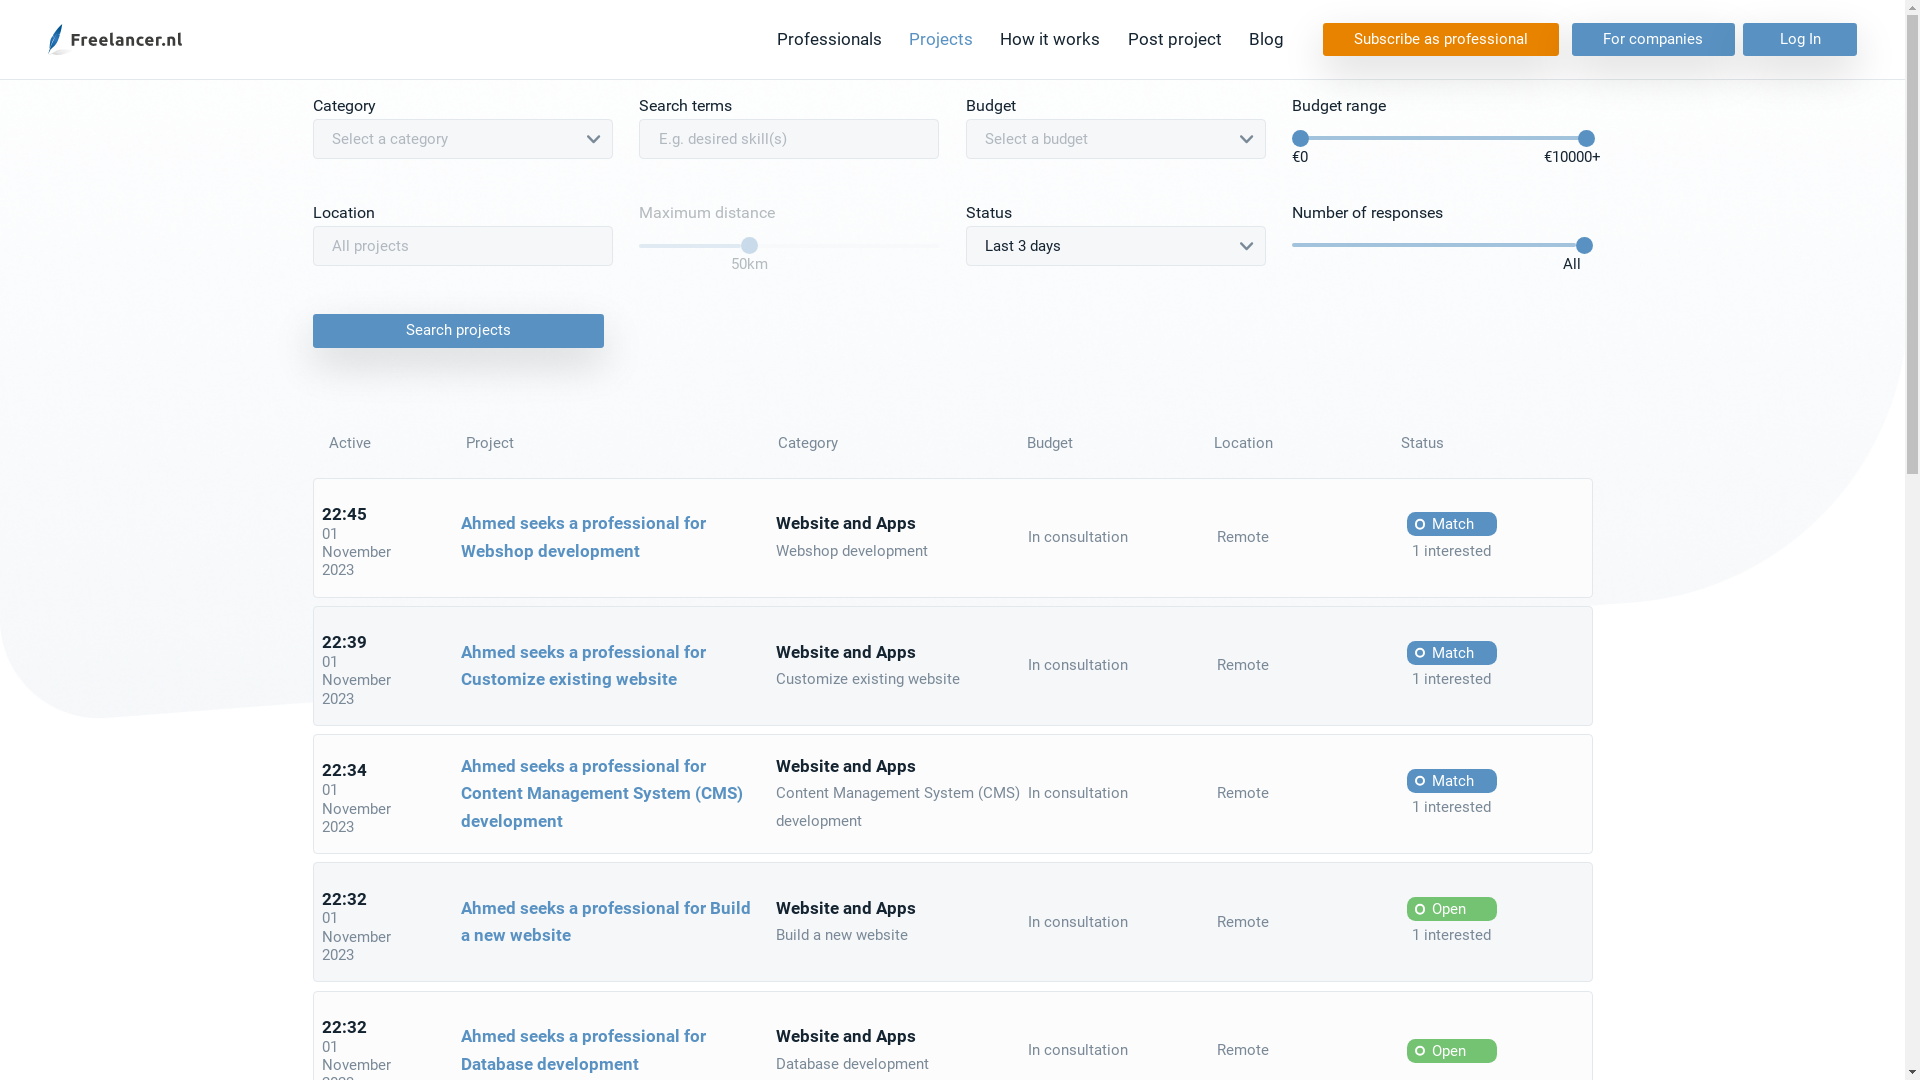 Freelancer.nl
Professionals
Projects
How it works
Post project
Blog
Subscribe as professional
For companies
Log In
Category
Select a category
Search terms
E.g. desired skill(s)
Budget
Select a budget
Budget range
€0
€10000+
Location
All projects
Maximum distance
50km
Status
Last 3 days
Number of responses
All
Search projects
Active
Project
Category
Budget
Location
Status
22:45
01
November
2023
Ahmed seeks a professional for
Webshop development
Website and Apps
Webshop development
In consultation
Remote
Match
1 interested
22:39
01
November
2023
Ahmed seeks a professional for
Customize existing website
Website and Apps
Customize existing website
In consultation
Remote
Match
1 interested
22:34
01
November
2023
Ahmed seeks a professional for
Content Management System (CMS)
development
Website and Apps
Content Management System (CMS)
development
In consultation
Remote
Match
1 interested
22:32
01
November
2023
Ahmed seeks a professional for Build
a new website
Website and Apps
Build a new website
In consultation
Remote
Open
1 interested
22:32
01
November
Ahmed seeks a professional for
Database development
Website and Apps
Database development
In consultation
Remote
Open